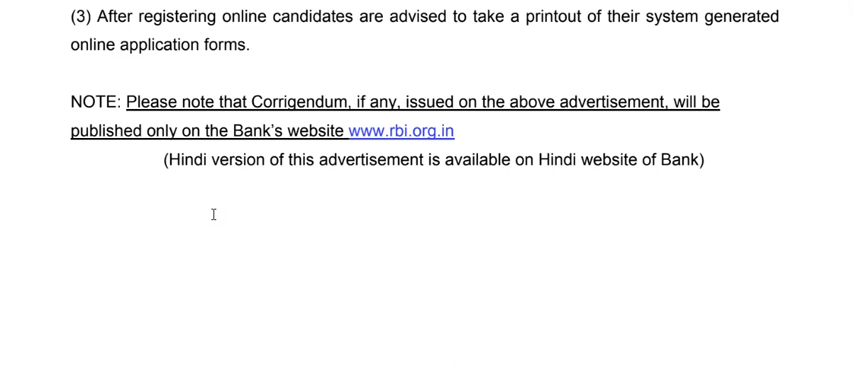 (3) After registering online candidates are advised to take a printout of their system generated
online application forms.
NOTE: Please note that Corrigendum, if any, issued on the above advertisement, will be
published only on the Bank's website www.rbi.org.in
(Hindi version of this advertisement is available on Hindi website of Bank)